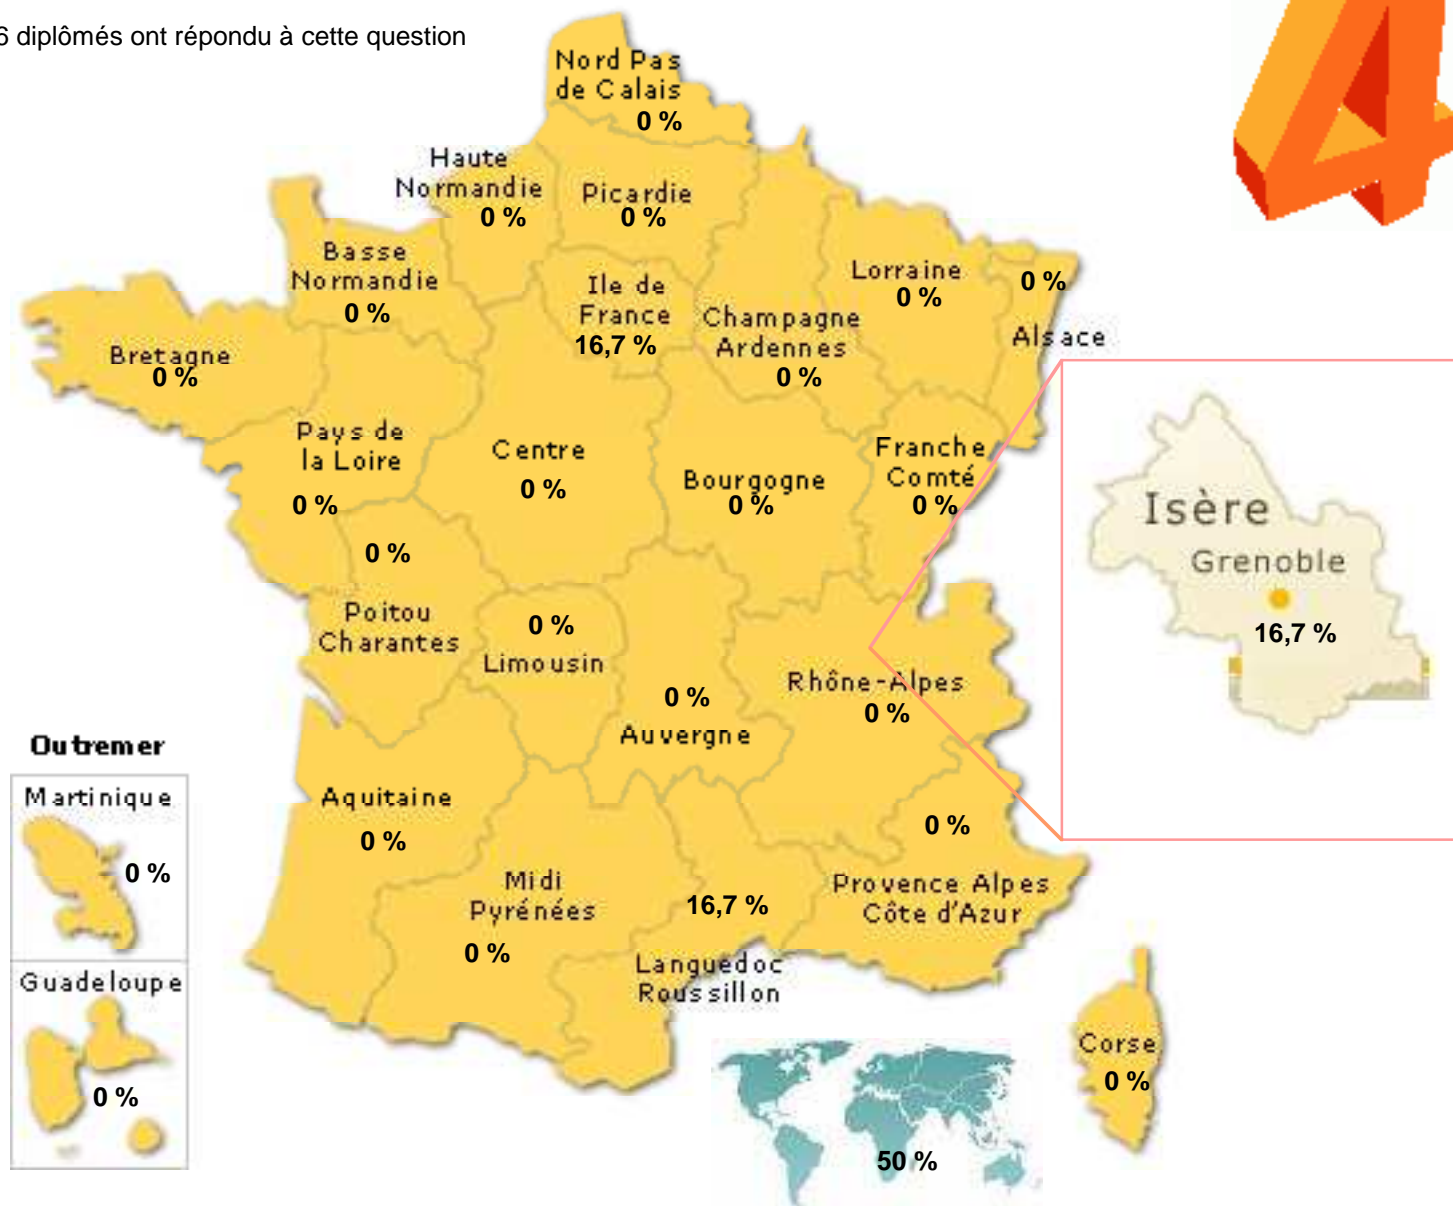 6 diplômés ont répondu à cette question
4
Nord Pas
de Calais
0 %
Haute
Normandie
0 %
Picardie
0 %
Basse
Normandie
0 %
Ile de
France
16,7 %
Champagne
Ardennes
0 %
Lorraine
0 %
0 %
Alsace
Bretagne
0 %
Pays de
la Loire
0 %
Centre
0 %
Bourgogne
0 %
Franche
Comté
0 %
Isère
Grenoble
16,7 %
0 %
Poitou
Charantes
0 %
Limousin
0 %
Auvergne
Rhône-Alpes
0 %
Outremer
Martinique
0 %
Guadeloupe
0 %
Aquitaine
0 %
Midi
Pyrénées
0 %
16,7 %
Languedoc
Roussillon
0 %
Provence Alpes
Côte d'Azur
Corse
0 %
50 %